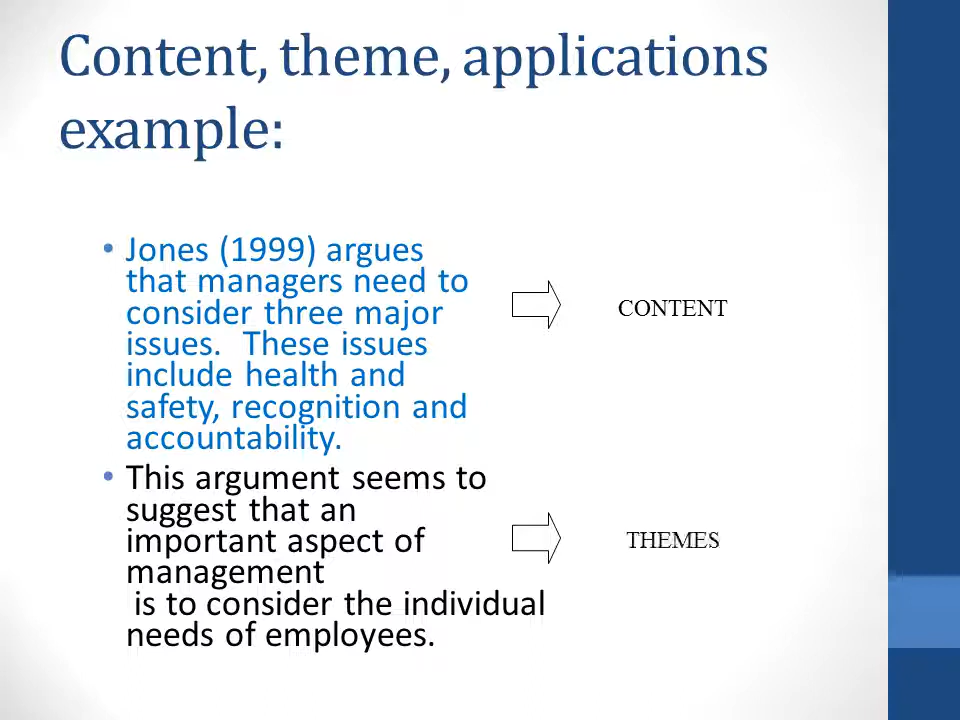 Content, theme, applications
example:
• Jones (1999) argues
that managers need to
consider three major
issues.  These issues
include health and
safety, recognition and
accountability.
CONTENT
• This argument seems to
suggest that an
important aspect of
management
is to consider the individual
needs of employees.
THEMES